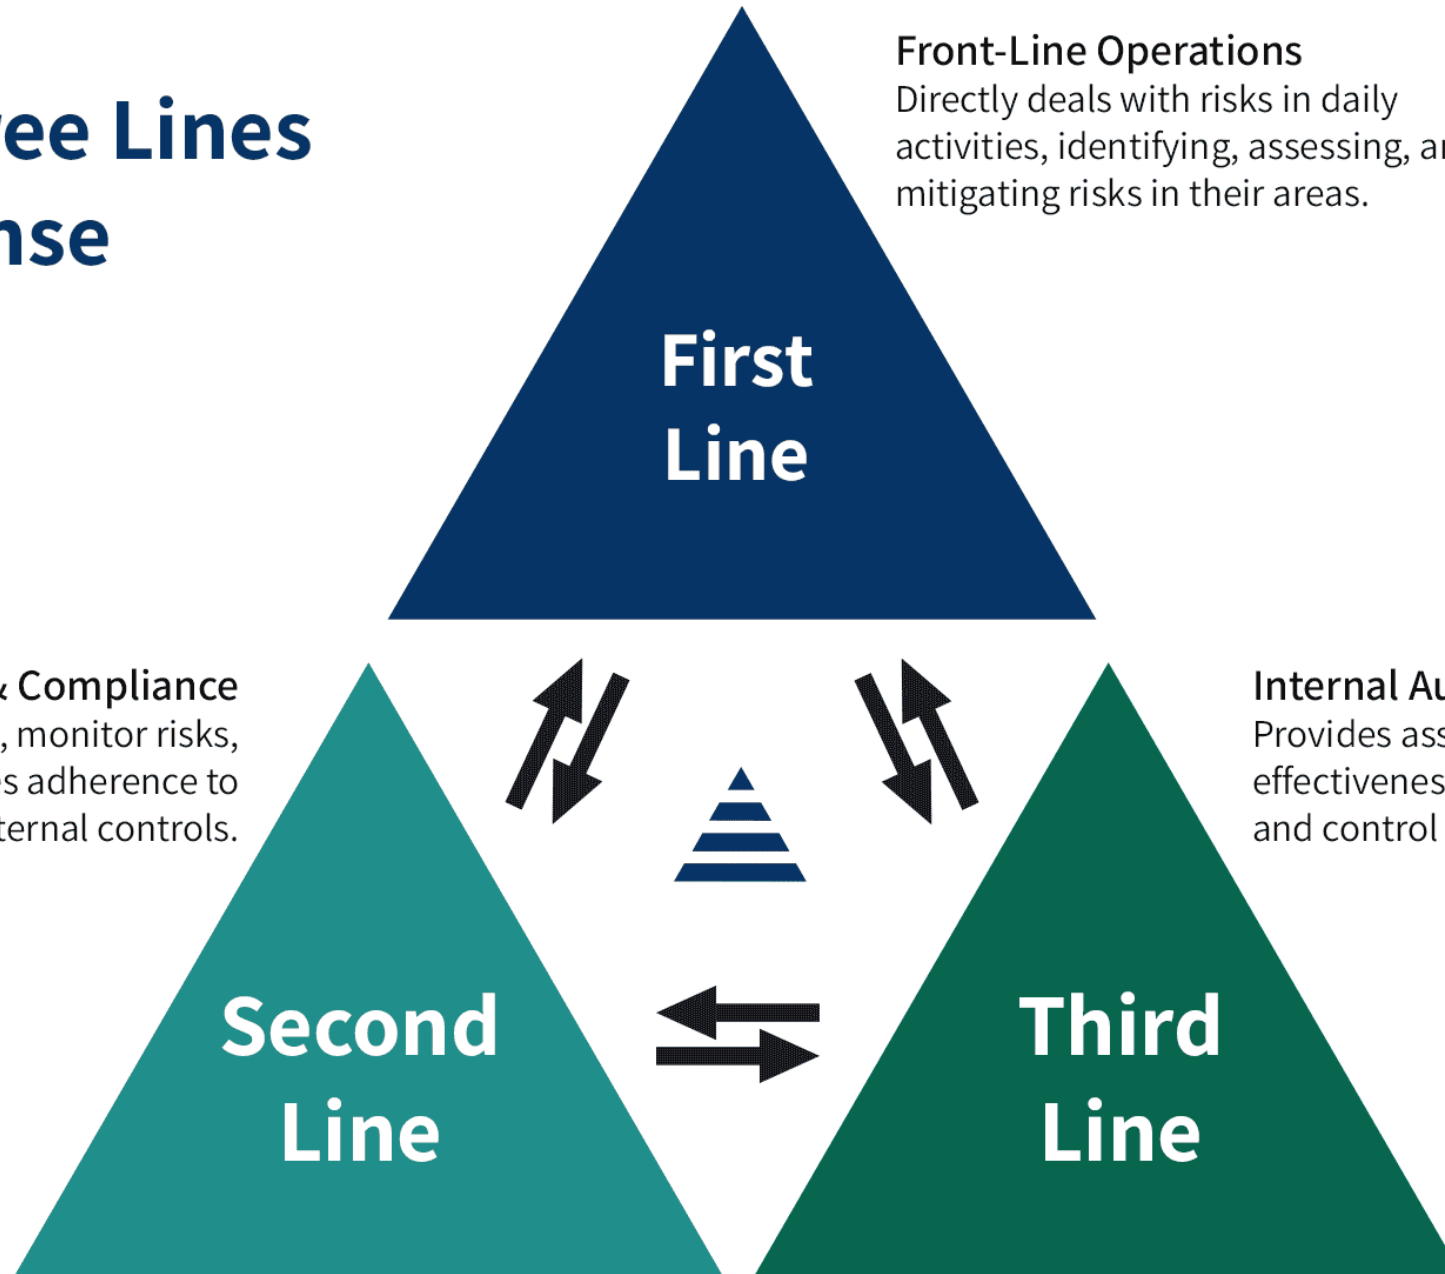 ree Lines
nse
Front-Line Operations
Directly deals with risks in daily
activities, identifying, assessing,
mitigating risks in their areas.
First
Line
& Compliance
, monitor risks,
es adherence to
ternal controls.
Internal Au
Provides ass
effectivenes
and control
Second
Line
Third
Line